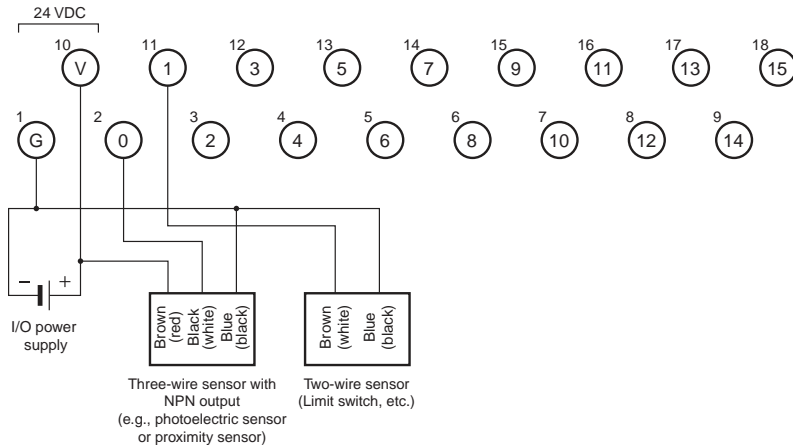 24 VDC
10 11 12 13 14 15 16 17 18
V 1 3 5 7 9 11 13 15
1 2 3 4 5 6 7 8 9
G 0 2 4 6 8 10 12 14
– +
I/O power
supply
Brown
(red)
Black
(white)
Blue
(black)
Brown
(white)
Blue
(black)
Three-wire sensor with
NPN output
(e.g., photoelectric sensor
or proximity sensor)
Two-wire sensor
(Limit switch, etc.)